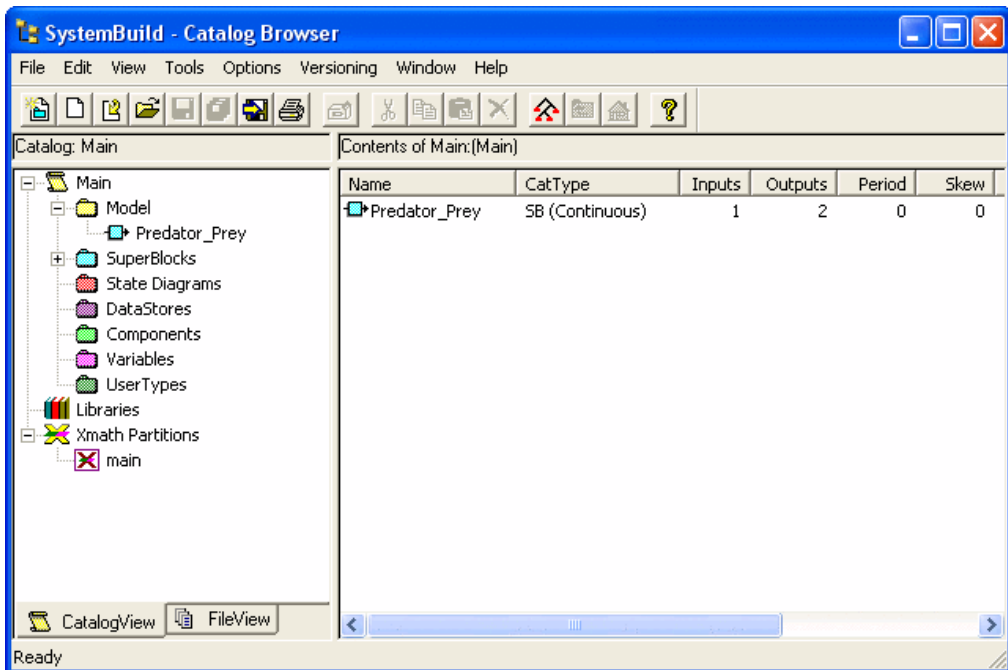 SystemBuild - Catalog Browser
File Edit View Tools Options Versioning Window Help
Catalog: Main
Contents of Main:(Main)
Main
Model
Predator_Prey
SuperBlocks
State Diagrams
DataStores
Components
Variables
UserTypes
Libraries
Xmath Partitions
main
Name CatType Inputs Outputs Period Skew
Predator_Prey SB (Continuous) 1 2 0 0
CatalogView FileView
Ready